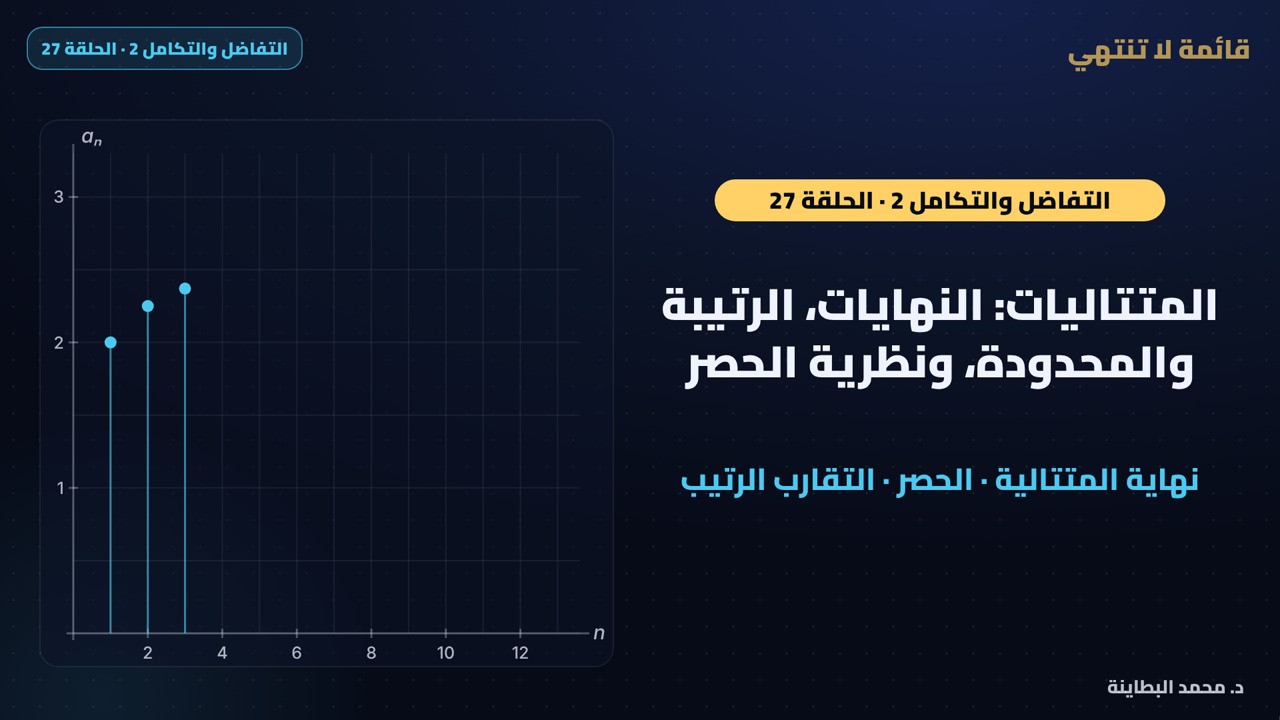 قائمة لا تنتهي
التفاضل والتكامل 2 · الحلقة 27
التفاضل والتكامل 2 · الحلقة 27
المتتاليات: النهايات، الرتيبة
والمحدودة، ونظرية الحصر
نهاية المتتالية · الحصر · التقارب الرتيب
aₙ
3
2
1
2 4 6 8 10 12
n
د. محمد البطاينة